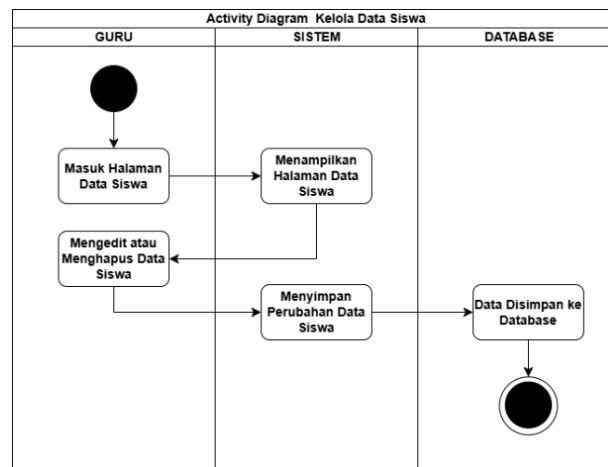 Activity Diagram Kelola Data Siswa
GURU
SISTEM
DATABASE
Masuk Halaman
Data Siswa
Menampilkan
Halaman Data
Siswa
Mengedit atau
Menghapus Data
Siswa
Menyimpan
Perubahan Data
Siswa
Data Disimpan ke
Database